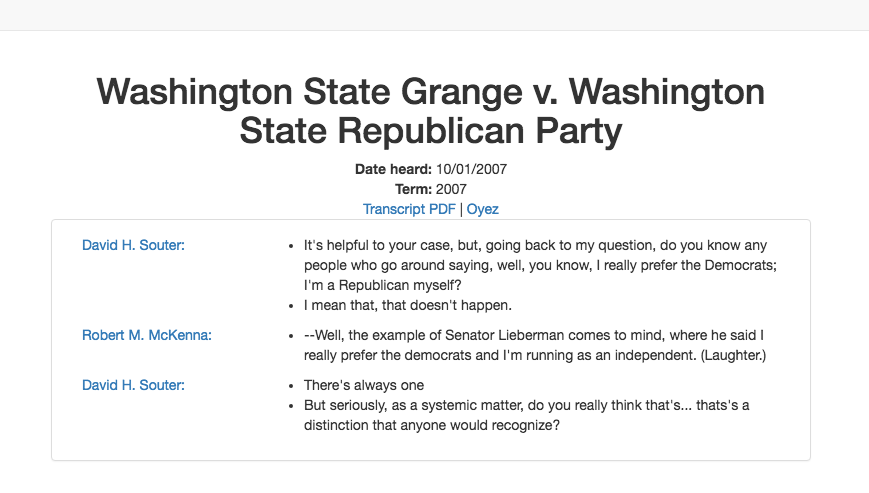 Washington State Grange v. Washington
State Republican Party
Date heard: 10/01/2007
Term: 2007
Transcript PDF | Oyez
David H. Souter:
• It's helpful to your case, but, going back to my question, do you know any
people who go around saying, well, you know, I really prefer the Democrats;
I'm a Republican myself?
• I mean that, that doesn't happen.
Robert M. McKenna:
• --Well, the example of Senator Lieberman comes to mind, where he said I
really prefer the democrats and I'm running as an independent. (Laughter.)
David H. Souter:
• There's always one
• But seriously, as a systemic matter, do you really think that's... thats's a
distinction that anyone would recognize?